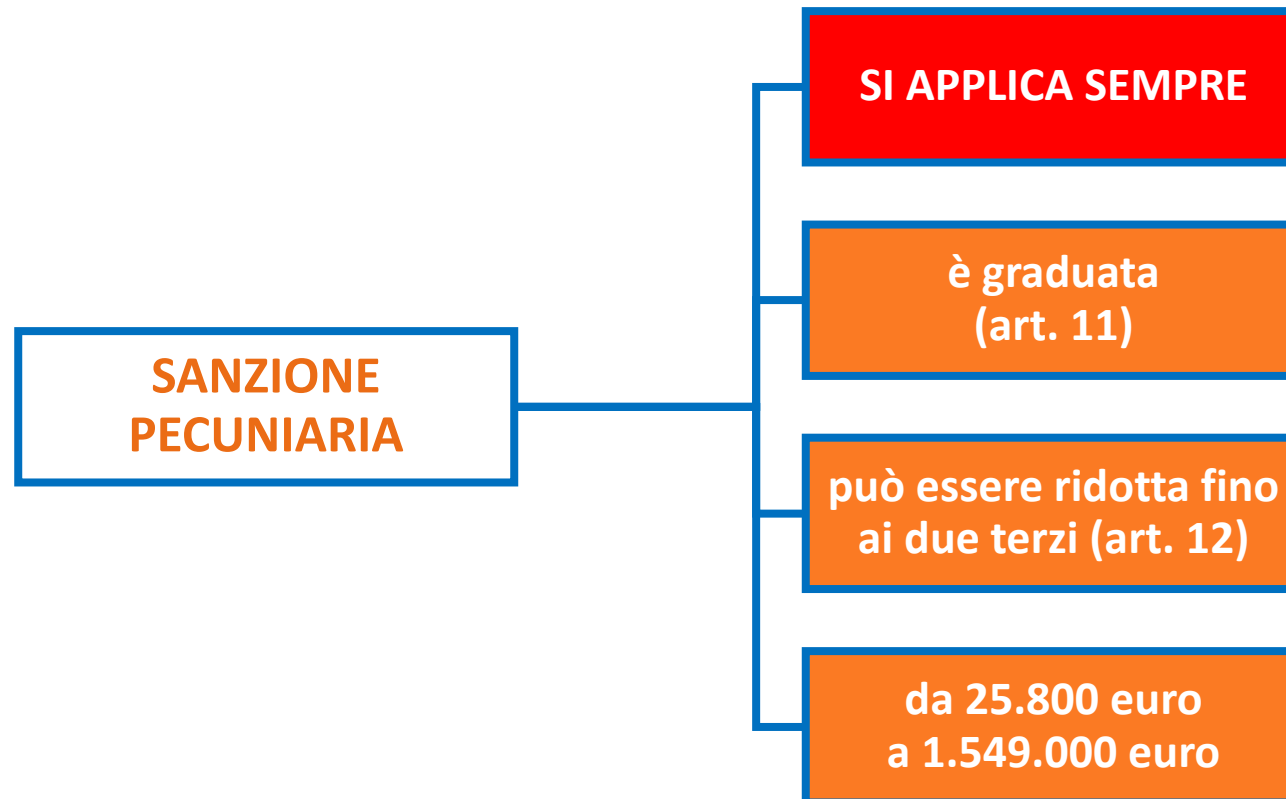 SI APPLICA SEMPRE
è graduata
(art. 11)
SANZIONE
PECUNIARIA
può essere ridotta fino
ai due terzi (art. 12)
da 25.800 euro
a 1.549.000 euro